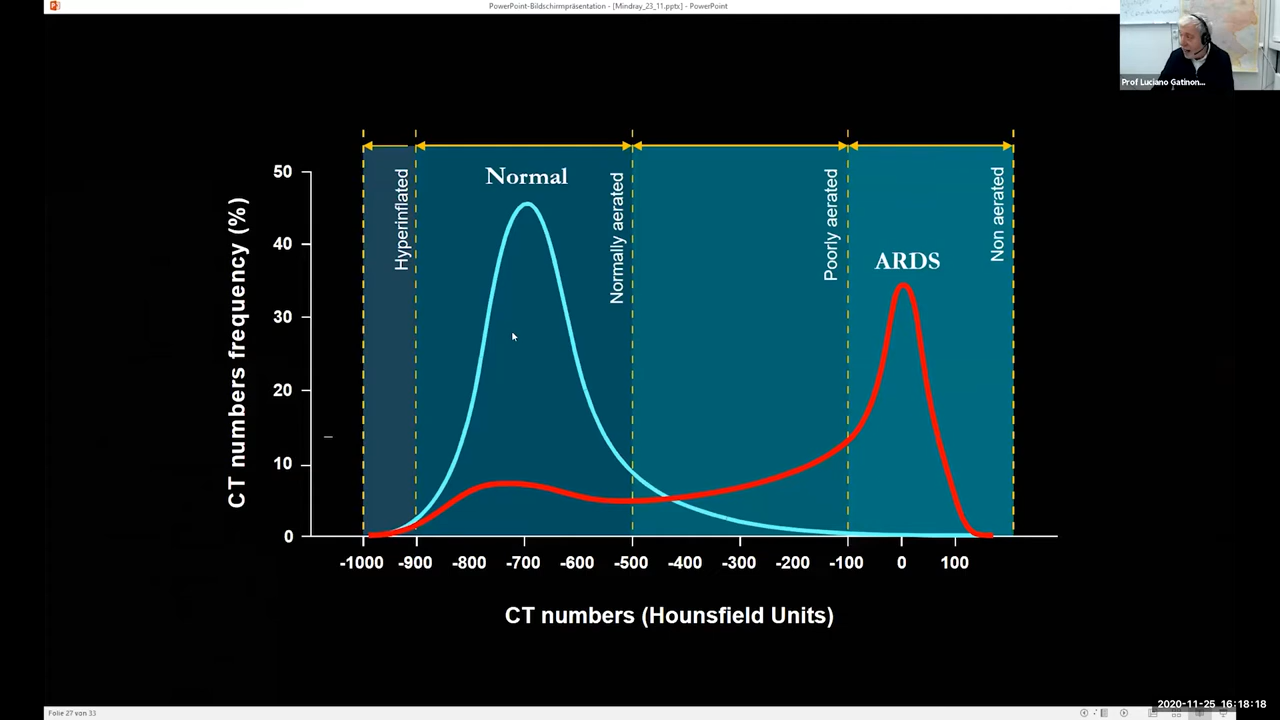 PowerPoint-Bildschirmpräsentation - [Mindray_23_11.pptx] - PowerPoint
Prof Luciano Gatinon...
50
40
30
20
10
0
CT numbers frequency (%)
Hyperinflated
Normal
Normally aerated
Poorly aerated
ARDS
Non aerated
-1000 -900 -800 -700 -600 -500 -400 -300 -200 -100 0 100
CT numbers (Hounsfield Units)
2020-11-25 16:18:18
Folie 27 von 33